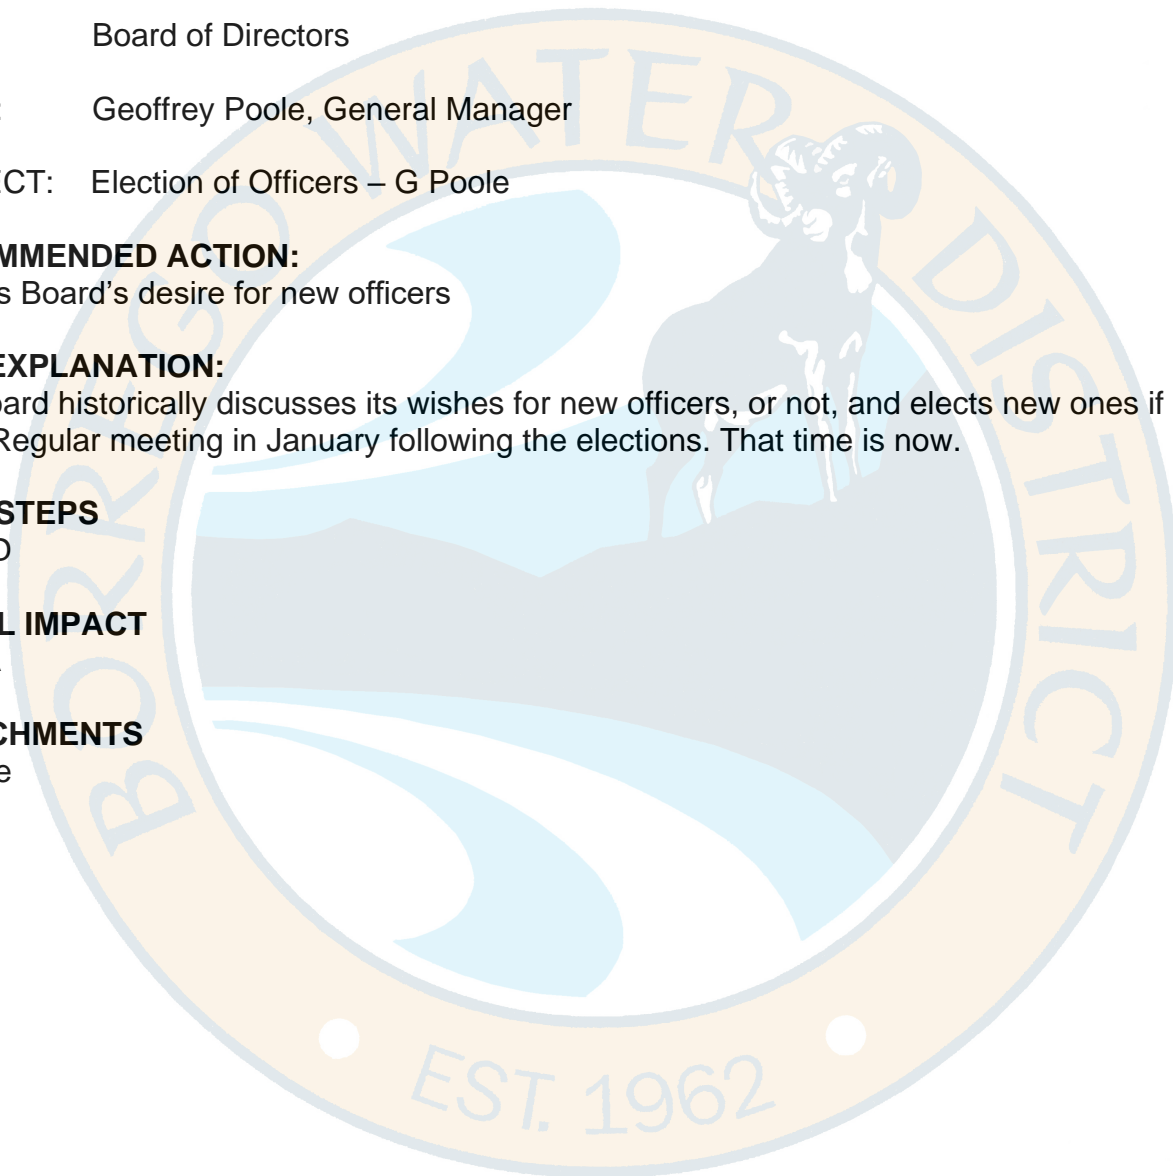 Board of Directors
Geoffrey Poole, General Manager
ECT: Election of Officers – G Poole
MMENDED ACTION:
s Board's desire for new officers
EXPLANATION:
oard historically discusses its wishes for new officers, or not, and elects new ones if
Regular meeting in January following the elections. That time is now.
STEPS
D
L IMPACT
CHMENTS
e
BORREGO WATER DISTRICT
EST. 1962